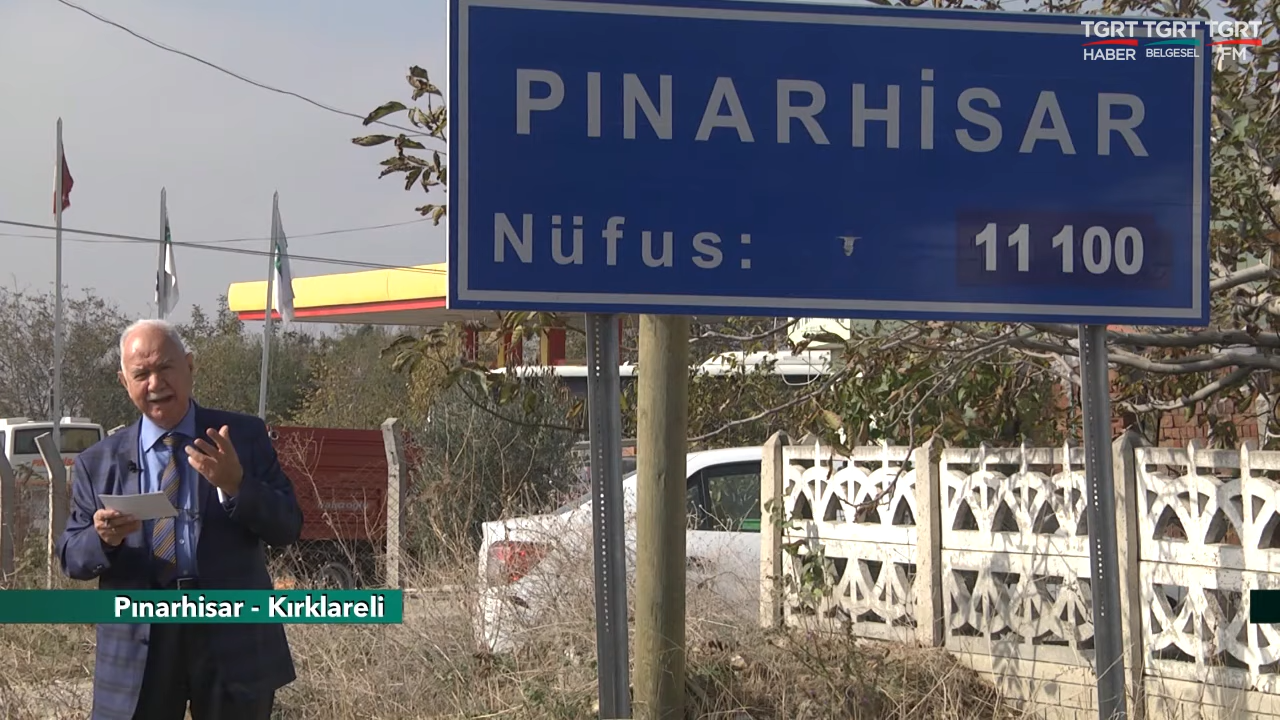 TGRT TGRT TGRT
HABER BELGESEL FM
PINARHİSAR
Nüfus: 11 100
Pınarhisar - Kırklareli